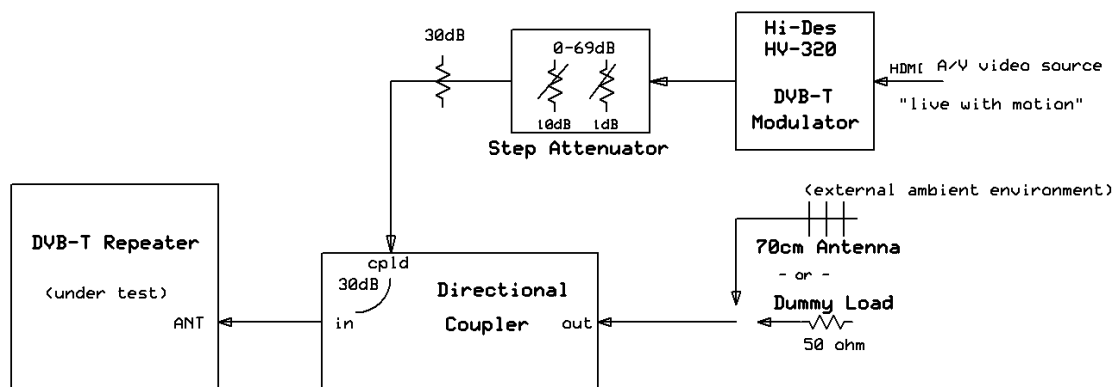 30dB
0-69dB
10dB 1dB
Step Attenuator
Hi-Des
HV-320
DVB-T
Modulator
HDMI A/V video source
"live with motion"
DVB-T Repeater
(under test)
ANT
cpld
30dB
Directional
Coupler
in
out
(external ambient environment)
70cm Antenna
- or -
Dummy Load
50 ohm